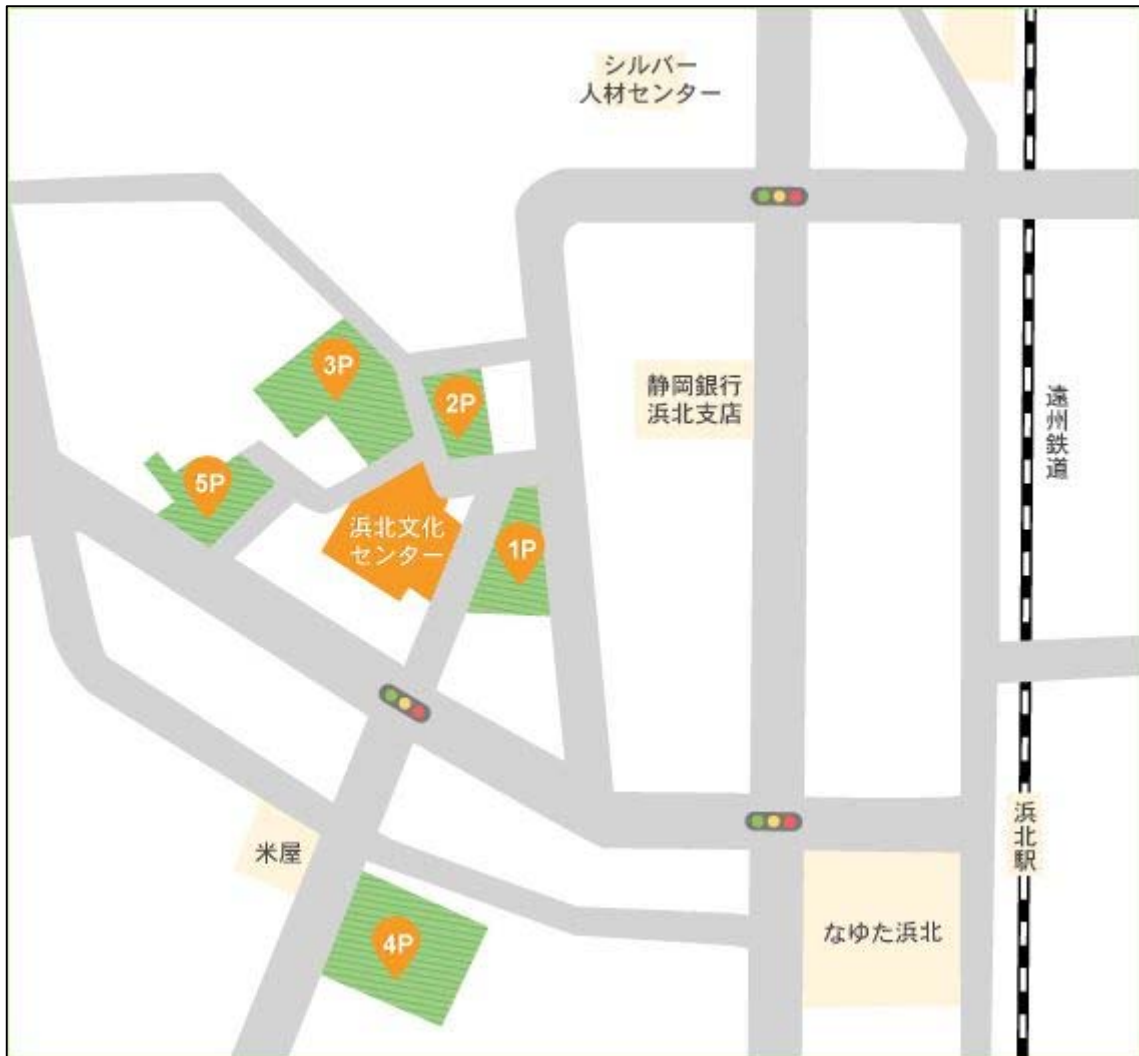 シルバー
人材センター
3P
2P
静岡銀行
浜北支店
遠州鉄道
5P
浜北文化
センター
1P
米屋
浜北駅
4P
なゆた浜北